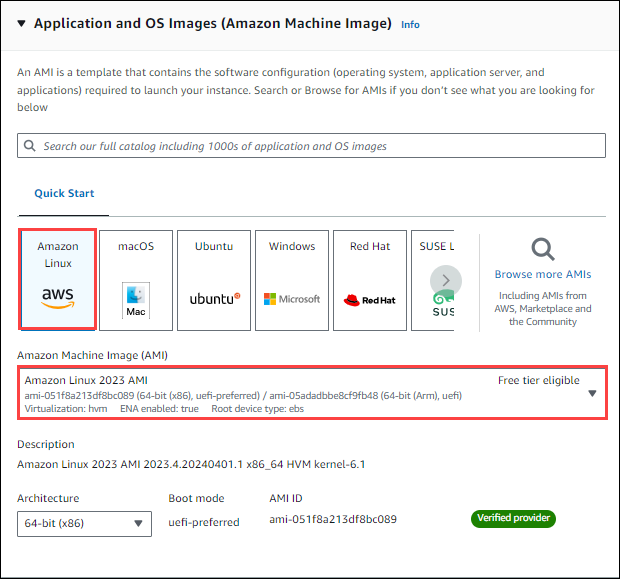 Application and OS Images (Amazon Machine Image) Info
An AMI is a template that contains the software configuration (operating system, application server, and
applications) required to launch your instance. Search or Browse for AMIs if you don't see what you are looking for
below
Search our full catalog including 1000s of application and OS images
Quick Start
Amazon
Linux
aws
macOS
Mac
Ubuntu
ubuntu
Windows
Microsoft
Red Hat
Red Hat
SUSE L
SUS
Browse more AMIs
Including AMIs from
AWS, Marketplace and
the Community
Amazon Machine Image (AMI)
Amazon Linux 2023 AMI
Free tier eligible
ami-051f8a213df8bc089 (64-bit (x86), uefi-preferred) / ami-05adadbbe8cf9fb48 (64-bit (Arm), uefi)
Virtualization: hvm ENA enabled: true Root device type: ebs
Description
Amazon Linux 2023 AMI 2023.4.20240401.1 x86_64 HVM kernel-6.1
Architecture
64-bit (x86)
Boot mode
uefi-preferred
AMI ID
ami-051f8a213df8bc089
Verified provider